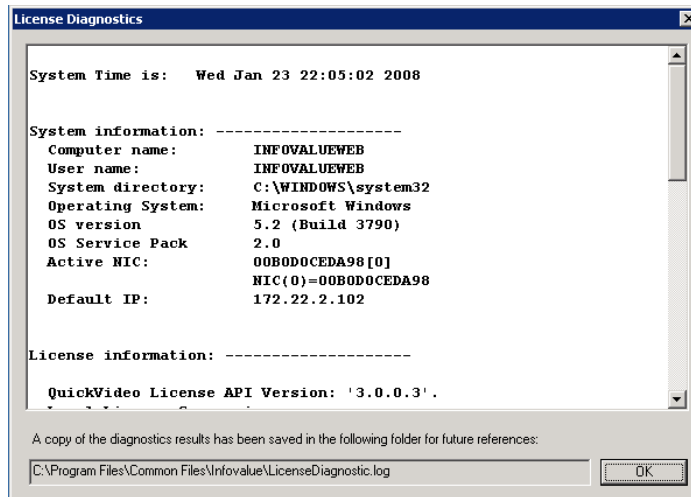 License Diagnostics
System Time is: Wed Jan 23 22:05:02 2008
System information: --------------------
Computer name: INFOVALUEWEB
User name: INFOVALUEWEB
System directory: C:\WINDOWS\system32
Operating System: Microsoft Windows
OS version 5.2 (Build 3790)
OS Service Pack 2.0
Active NIC: 00B0D0CEDA98[0]
NIC(0)=00B0D0CEDA98
Default IP: 172.22.2.102
License information: --------------------
QuickVideo License API Version: '3.0.0.3'.
A copy of the diagnostics results has been saved in the following folder for future references:
C:\Program Files\Common Files\Infovalue\LicenseDiagnostic.log
OK